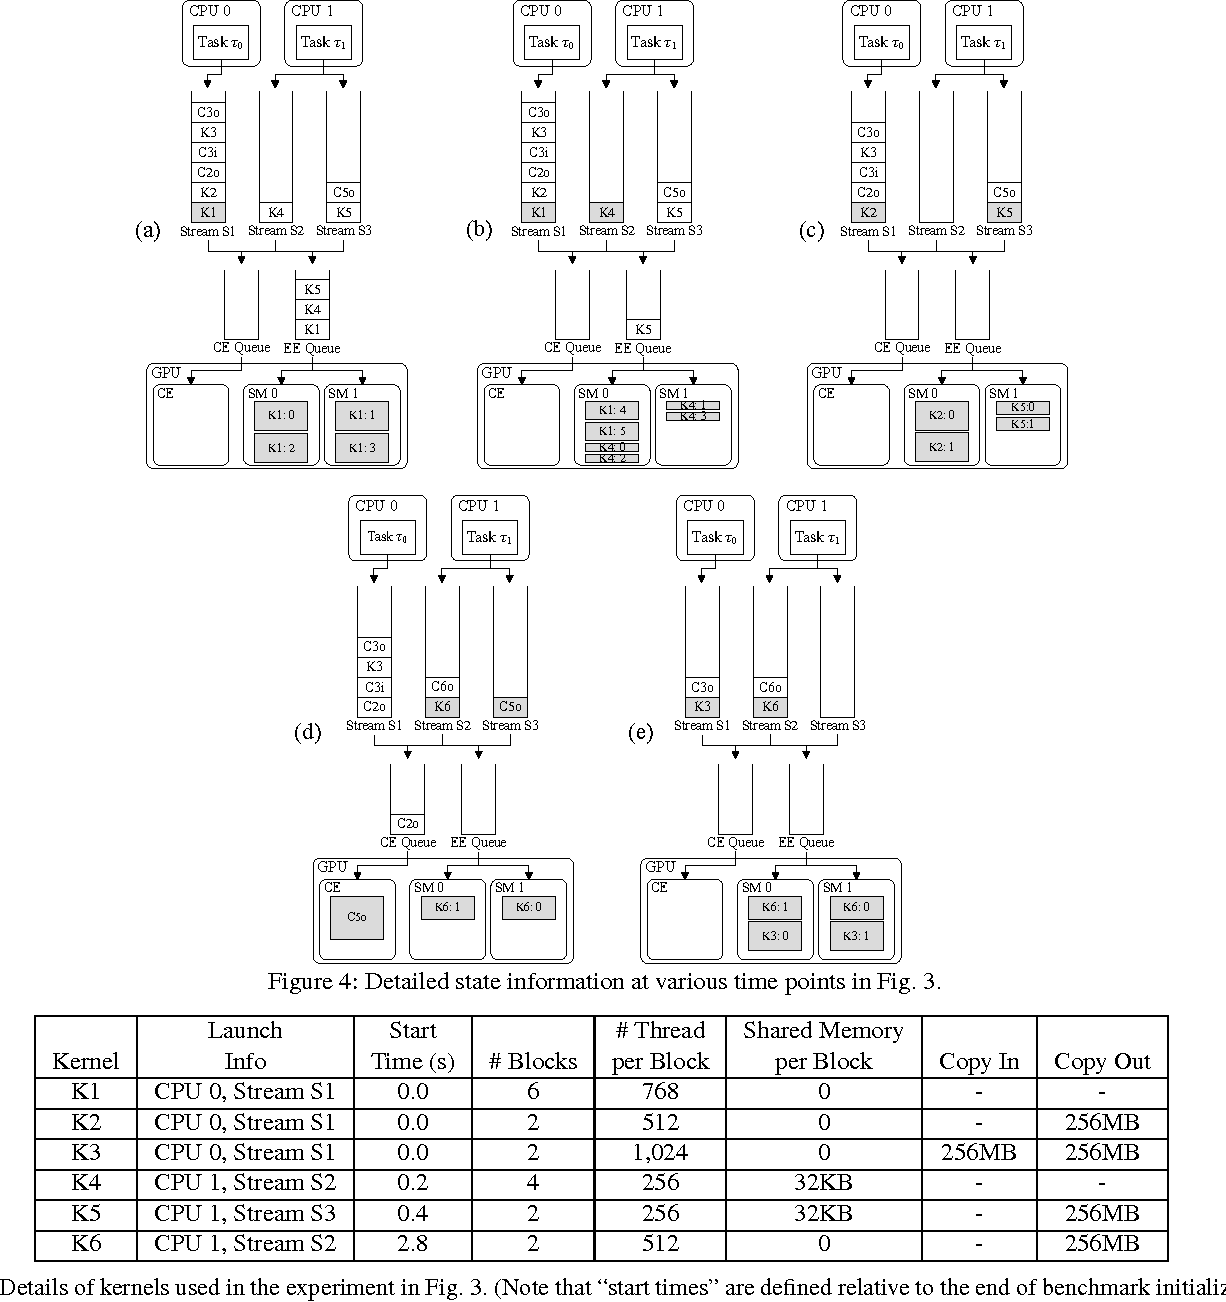 CPU 0
CPU 1
Task τ0
Task τ1
C3o
K3
C3i
C2o
K2
K1
K4
C5o
K5
(a)
Stream S1
Stream S2
Stream S3
K5
K4
K1
CE Queue
EE Queue
GPU
CE
SM 0
SM 1
K1: 0
K1: 1
K1: 2
K1: 3
CPU 0
CPU 1
Task τ0
Task τ1
C3o
K3
C3i
C2o
K2
K1
K4
C5o
K5
(b)
Stream S1
Stream S2
Stream S3
K5
CE Queue
EE Queue
GPU
CE
SM 0
SM 1
K1: 4
K1: 5
K4: 0
K4: 2
K4: 1
K4: 3
CPU 0
CPU 1
Task τ0
Task τ1
C3o
K3
C3i
C2o
K2
C5o
K5
(c)
Stream S1
Stream S2
Stream S3
CE Queue
EE Queue
GPU
CE
SM 0
SM 1
K2: 0
K2: 1
K5:0
K5:1
CPU 0
CPU 1
Task τ0
Task τ1
C3o
K3
C3i
C2o
C6o
K6
C5o
(d)
Stream S1
Stream S2
Stream S3
C2o
CE Queue
EE Queue
GPU
CE
SM 0
SM 1
C5o
K6: 1
K6: 0
CPU 0
CPU 1
Task τ0
Task τ1
C3o
K3
C6o
K6
(e)
Stream S1
Stream S2
Stream S3
CE Queue
EE Queue
GPU
CE
SM 0
SM 1
K6: 1
K6: 0
K3: 0
K3: 1
Figure 4: Detailed state information at various time points in Fig. 3.
Launch Start # Thread Shared Memory
Kernel Info Time (s) # Blocks per Block per Block Copy In Copy Out
K1 CPU 0, Stream S1 0.0 6 768 0 - -
K2 CPU 0, Stream S1 0.0 2 512 0 - 256MB
K3 CPU 0, Stream S1 0.0 2 1,024 0 256MB 256MB
K4 CPU 1, Stream S2 0.2 4 256 32KB - -
K5 CPU 1, Stream S3 0.4 2 256 32KB - 256MB
K6 CPU 1, Stream S2 2.8 2 512 0 - 256MB
Details of kernels used in the experiment in Fig. 3. (Note that “start times” are defined relative to the end of benchmark